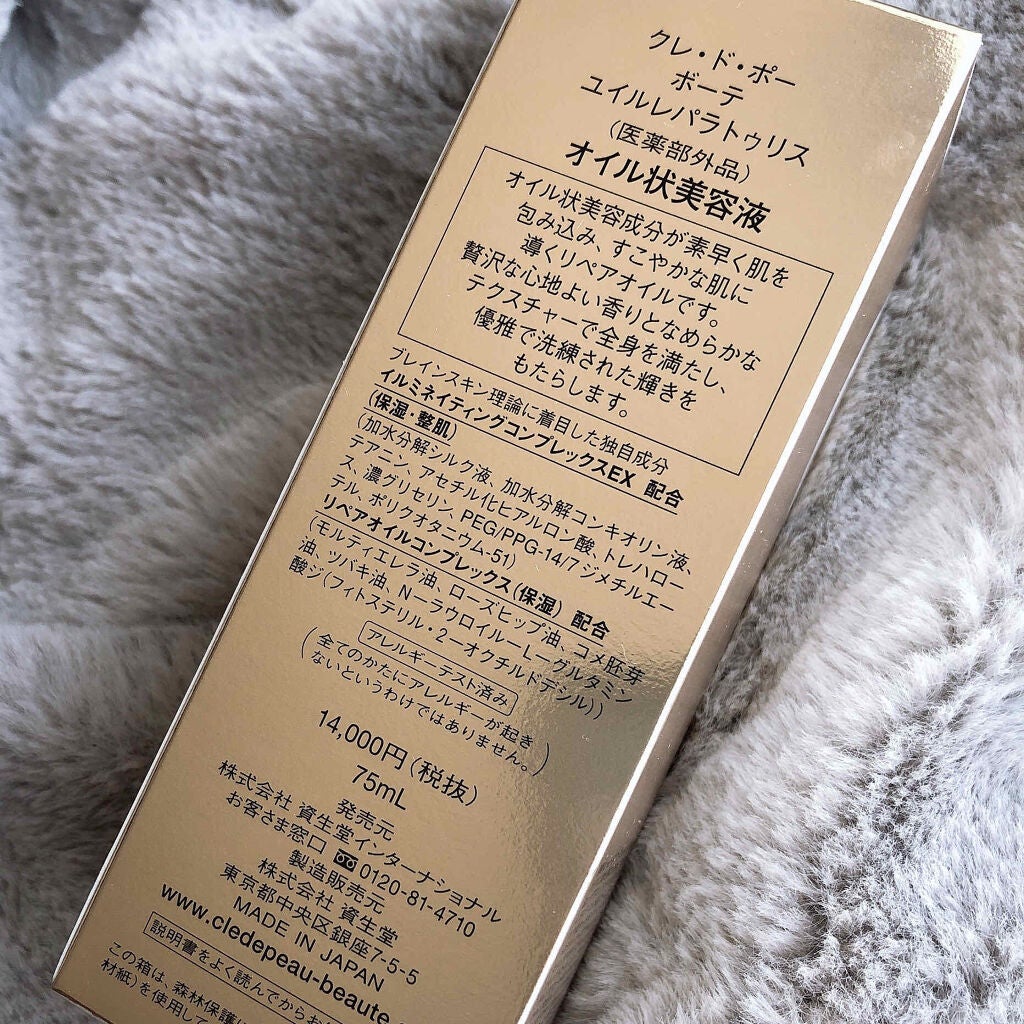 クレ・ド・ポー
ボーテ
ユイルレパラトゥリス
（医薬部外品）
オイル状美容液
オイル状美容成分が素早く肌を
包み込み、すこやかな肌に
導くリペアオイルです。
贅沢な心地よい香りとなめらかな
テクスチャーで全身を満たし、
優雅で洗練された輝きを
もたらします。
ブレインスキン理論に着目した独自成分
イルミネイティングコンプレックスEX 配合
（保湿・整肌）
（加水分解シルク液、加水分解コンキオリン液、
テアニン、アセチル化ヒアルロン酸、トレハロー
ス、濃グリセリン、PEG/PPG-14/7 ジメチルエー
テル、ポリクオタニウム-51）
リペアオイルコンプレックス（保湿） 配合
（モルティエレラ油、ローズヒップ油、コメ胚芽
油、ツバキ油、N－ラウロイル－L－グルタミン
酸ジ（フィトステリル・2－オクチルドデシル））
アレルギーテスト済み
（全てのかたにアレルギーが起き
ないというわけではありません。）
14,000円（税抜）
75mL
発売元
株式会社 資生堂インターナショナル
お客さま窓口 0120-81-4710
製造販売元
株式会社 資生堂
東京都中央区銀座7-5-5
MADE IN JAPAN
www.cledepeau-beaute.
説明書をよく読んでからお
この箱は、森林保護
材紙）を使用して